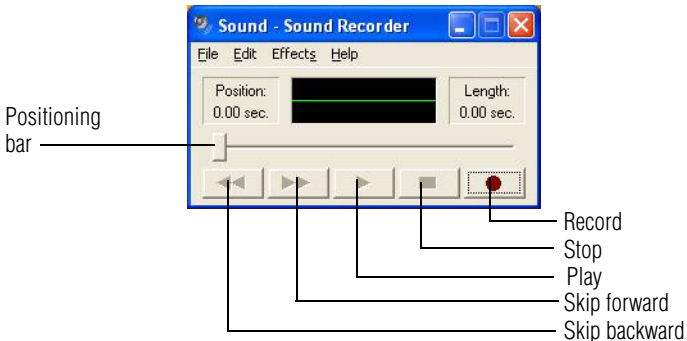 Sound - Sound Recorder
File Edit Effects Help
Position:
0.00 sec.
Length:
0.00 sec.
Positioning
bar
Record
Stop
Play
Skip forward
Skip backward